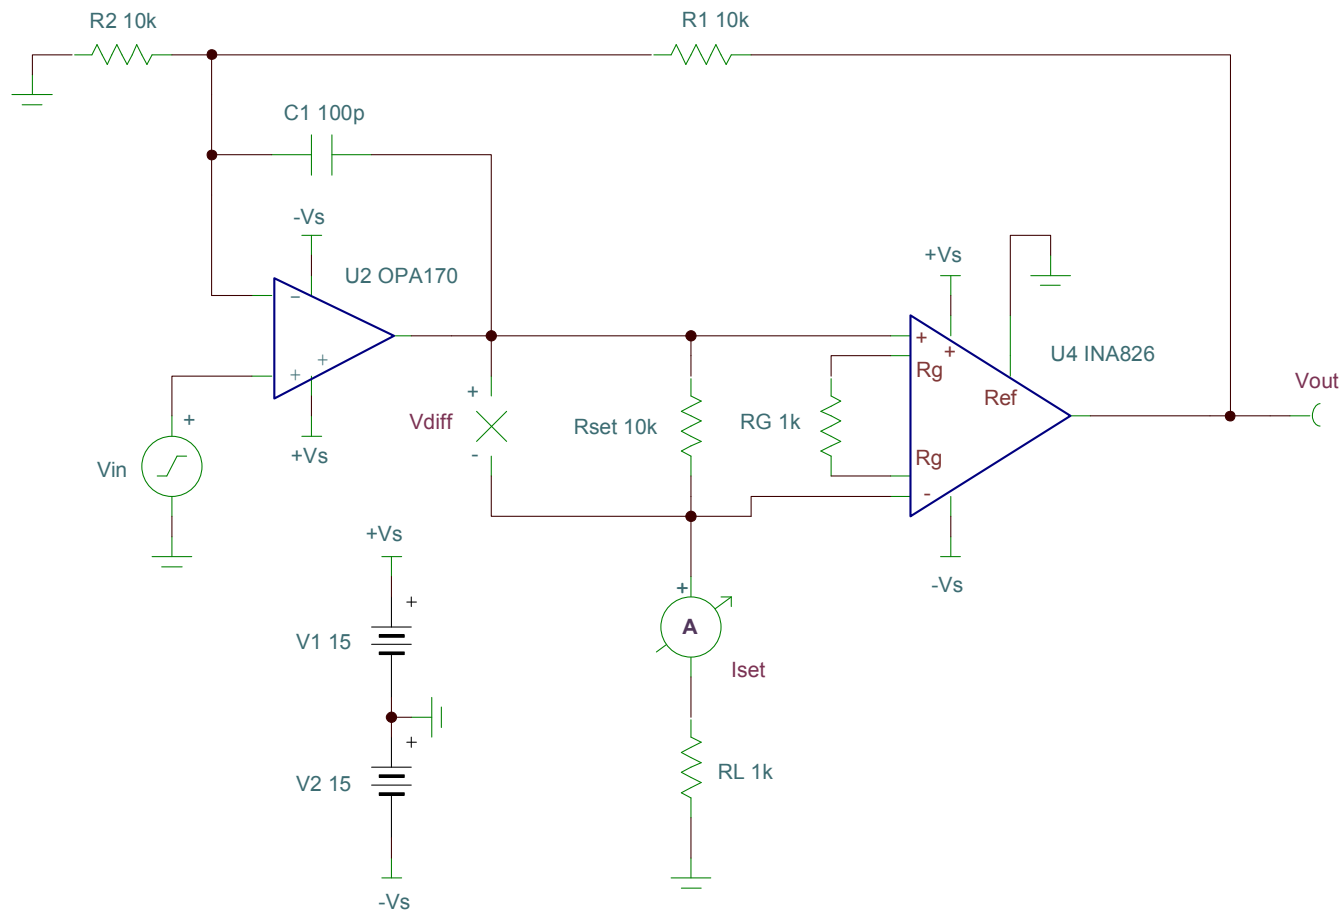 R2 10k
R1 10k
C1 100p
-Vs
U2 OPA170
+Vs
U4 INA826
−
+
+
+
+
Rg
Ref
Vout
+
Vdiff
-
Rset 10k
RG 1k
Rg
-
+
Vin
+Vs
+Vs
-Vs
+
V1 15
+
A
Iset
+
V2 15
RL 1k
-Vs